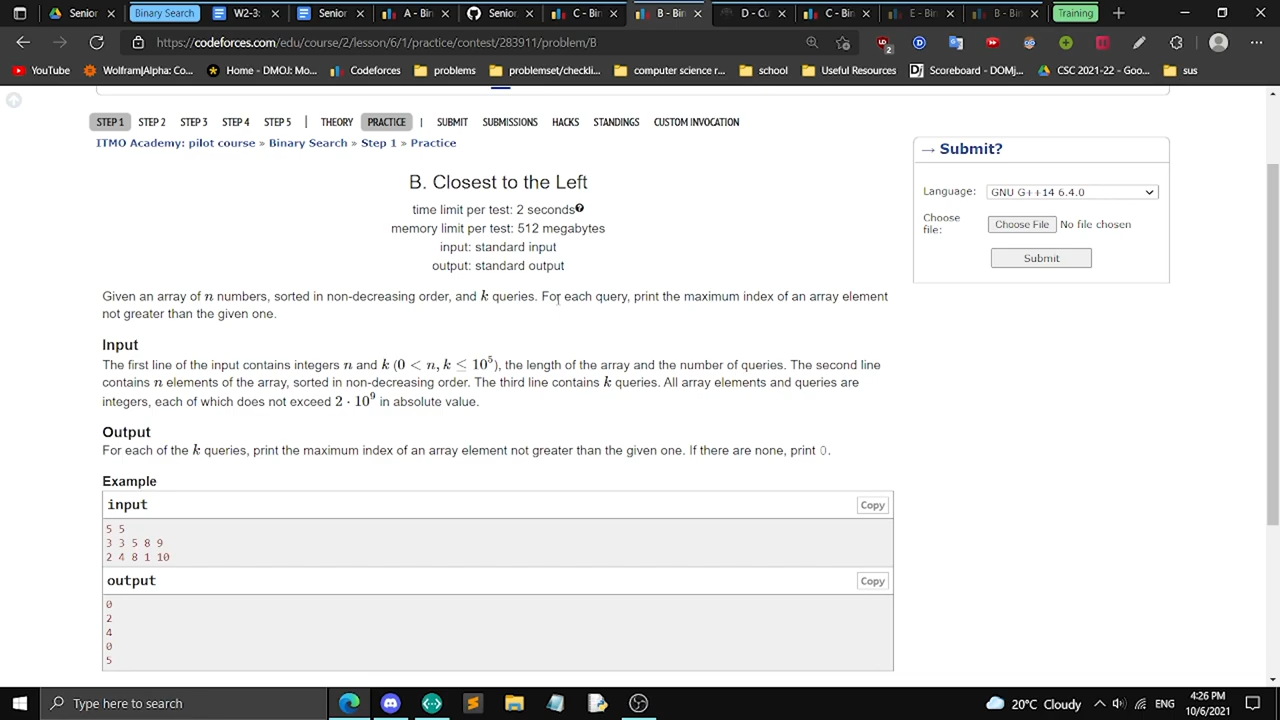 Senior
Binary Search
W2-3:
Senior
A - Bin
Senior
C - Bin
B - Bin
D - Cu
C - Bin
E - Bin
B - Bin
Training
https://codeforces.com/edu/course/2/lesson/6/1/practice/contest/283911/problem/B
2
YouTube
Wolfram|Alpha: Co...
Home - DMOJ: Mo...
Codeforces
problems
problemset/checkli...
computer science r...
school
Useful Resources
Scoreboard — DOMj...
CSC 2021-22 - Goo...
sus
STEP 1 STEP 2 STEP 3 STEP 4 STEP 5 | THEORY PRACTICE | SUBMIT SUBMISSIONS HACKS STANDINGS CUSTOM INVOCATION
ITMO Academy: pilot course » Binary Search » Step 1 » Practice
B. Closest to the Left
time limit per test: 2 seconds
memory limit per test: 512 megabytes
input: standard input
output: standard output
Given an array of n numbers, sorted in non-decreasing order, and k queries. For each query, print the maximum index of an array element
not greater than the given one.
Input
The first line of the input contains integers n and k (0 < n, k ≤ 10⁵), the length of the array and the number of queries. The second line
contains n elements of the array, sorted in non-decreasing order. The third line contains k queries. All array elements and queries are
integers, each of which does not exceed 2 · 10⁹ in absolute value.
Output
For each of the k queries, print the maximum index of an array element not greater than the given one. If there are none, print 0.
Example
input
Copy
5 5
3 3 5 8 9
2 4 8 1 10
output
Copy
0
2
4
0
5
→ Submit?
Language: GNU G++14 6.4.0
Choose
file:
Choose File No file chosen
Submit
Type here to search
20°C Cloudy
ENG
4:26 PM
10/6/2021